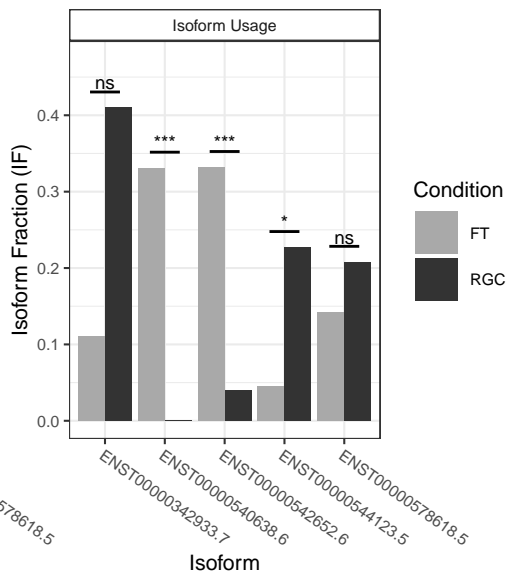 Isoform Usage
ns
***
***
*
ns
0.4
0.3
0.2
0.1
0.0
Isoform Fraction (IF)
Condition
FT
RGC
578618.5
ENST00000342933.7
ENST00000540638.6
ENST00000542652.6
ENST00000544123.5
ENST00000578618.5
Isoform